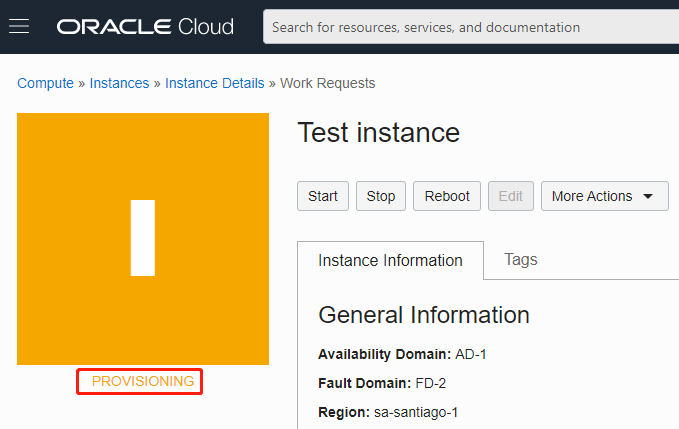 ORACLE Cloud
Search for resources, services, and documentation
Compute » Instances » Instance Details » Work Requests
I
PROVISIONING
Test instance
Start Stop Reboot Edit More Actions
Instance Information Tags
General Information
Availability Domain: AD-1
Fault Domain: FD-2
Region: sa-santiago-1